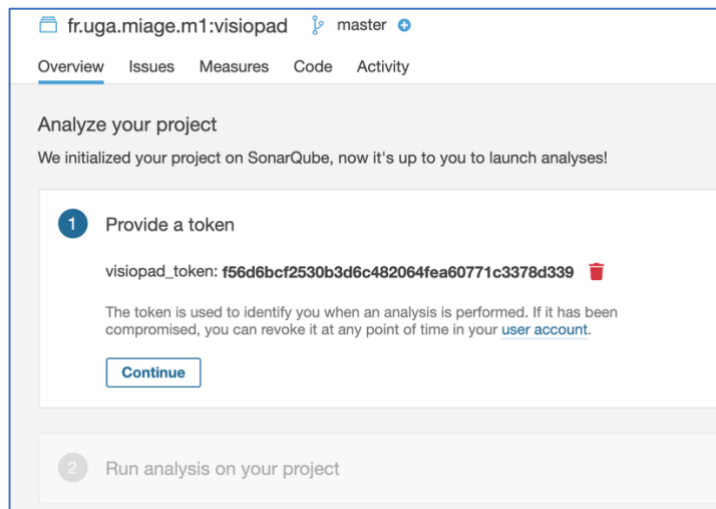 fr.uga.miage.m1:visiopad master
Overview Issues Measures Code Activity
Analyze your project
We initialized your project on SonarQube, now it's up to you to launch analyses!
1 Provide a token
visiopad_token: f56d6bcf2530b3d6c482064fea60771c3378d339
The token is used to identify you when an analysis is performed. If it has been
compromised, you can revoke it at any point of time in your user account.
Continue
2 Run analysis on your project